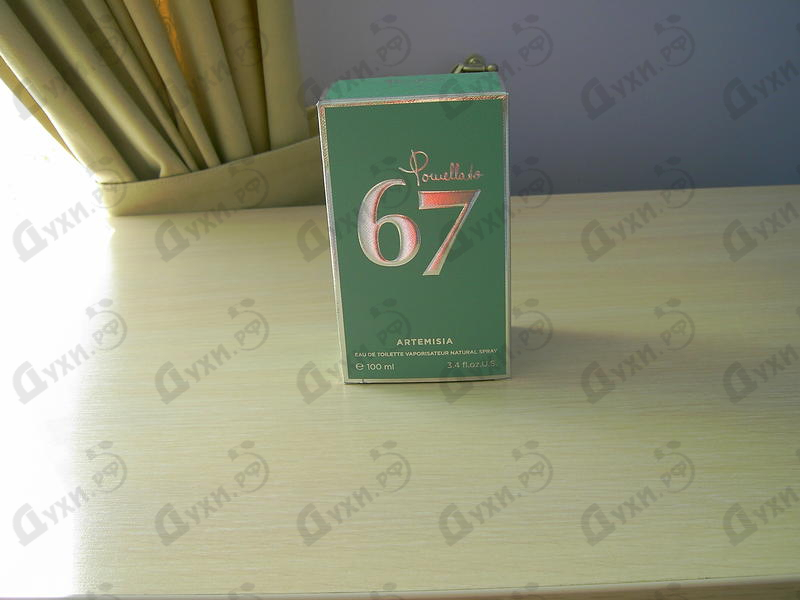 Pomellato
67
ARTEMISIA
EAU DE TOILETTE VAPORISATEUR NATURAL SPRAY
℮ 100 ml 3.4 fl.oz.U.S.
Духи.РФ